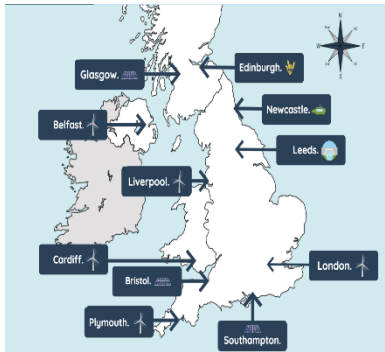 Edinburgh.
Glasgow.
Newcastle.
Belfast.
Leeds.
Liverpool.
Cardiff.
London.
Bristol.
Plymouth.
Southampton.